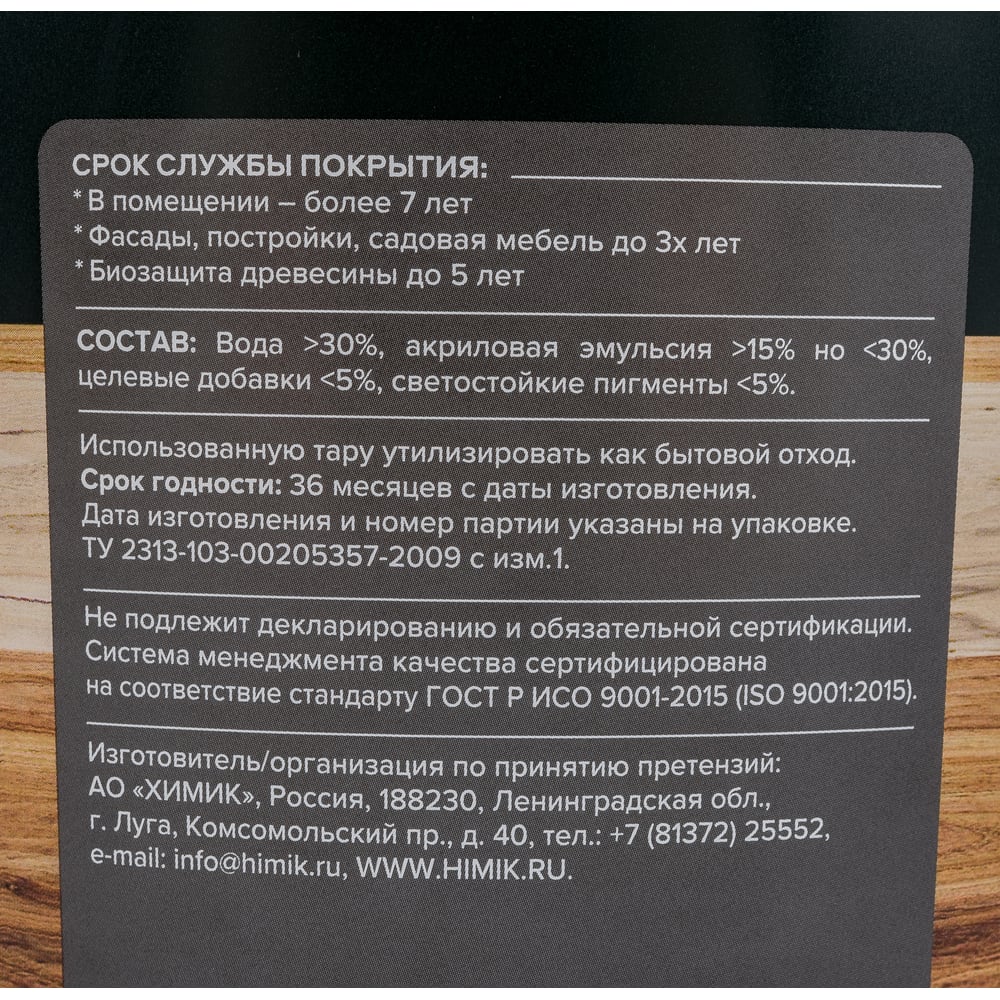 СРОК СЛУЖБЫ ПОКРЫТИЯ:
* В помещении – более 7 лет
* Фасады, постройки, садовая мебель до 3х лет
* Биозащита древесины до 5 лет
СОСТАВ: Вода >30%, акриловая эмульсия >15% но <30%,
целевые добавки <5%, светостойкие пигменты <5%.
Использованную тару утилизировать как бытовой отход.
Срок годности: 36 месяцев с даты изготовления.
Дата изготовления и номер партии указаны на упаковке.
ТУ 2313-103-00205357-2009 с изм.1.
Не подлежит декларированию и обязательной сертификации.
Система менеджмента качества сертифицирована
на соответствие стандарту ГОСТ Р ИСО 9001-2015 (ISO 9001:2015).
Изготовитель/организация по принятию претензий:
АО «ХИМИК», Россия, 188230, Ленинградская обл.,
г. Луга, Комсомольский пр., д. 40, тел.: +7 (81372) 25552,
e-mail: info@himik.ru, WWW.HIMIK.RU.